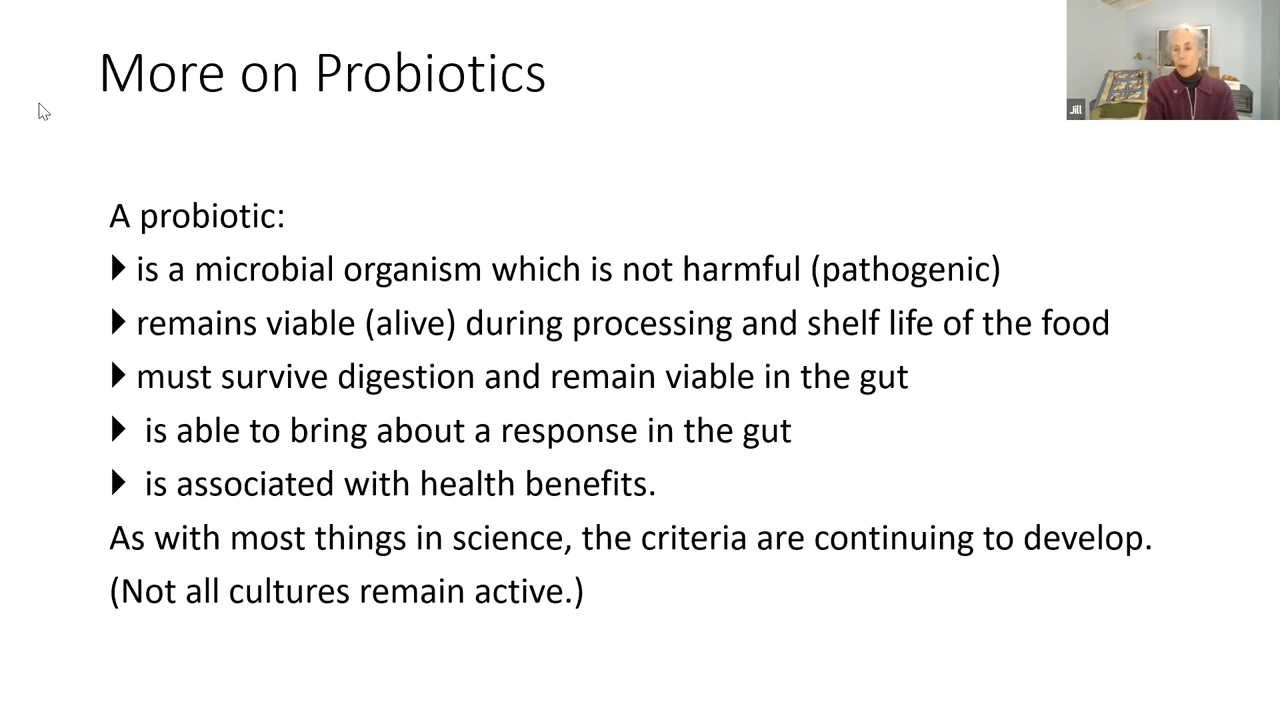 More on Probiotics
Jill
A probiotic:
is a microbial organism which is not harmful (pathogenic)
remains viable (alive) during processing and shelf life of the food
must survive digestion and remain viable in the gut
is able to bring about a response in the gut
is associated with health benefits.
As with most things in science, the criteria are continuing to develop.
(Not all cultures remain active.)